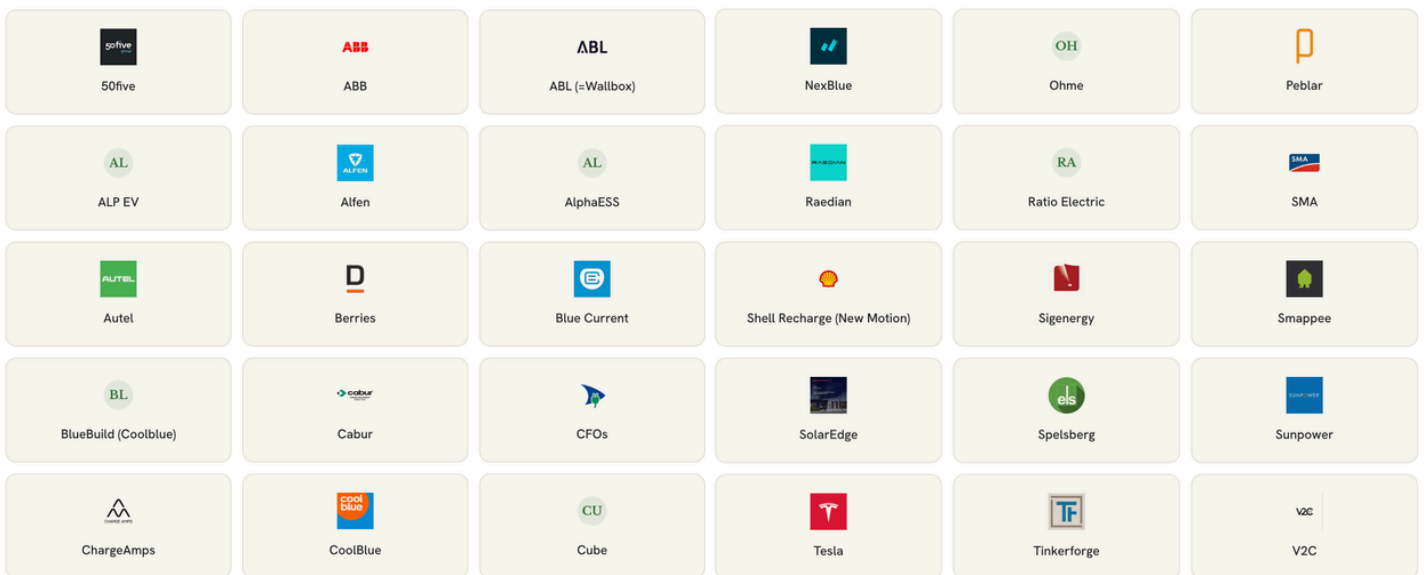 50five
ABB
ABL
OH
50five
ABB
ABL (=Wallbox)
NexBlue
Ohme
Peblar
AL
ALFEN
AL
RAEDIAN
RA
SMA
ALP EV
Alfen
AlphaESS
Raedian
Ratio Electric
SMA
AUTEL
Autel
Berries
Blue Current
Shell Recharge (New Motion)
Sigenergy
Smappee
BL
cabur
els
SUNPOWER
BlueBuild (Coolblue)
Cabur
CFOs
SolarEdge
Spelsberg
Sunpower
CHARGE AMPS
cool
blue
CU
TF
V2C
ChargeAmps
CoolBlue
Cube
Tesla
Tinkerforge
V2C